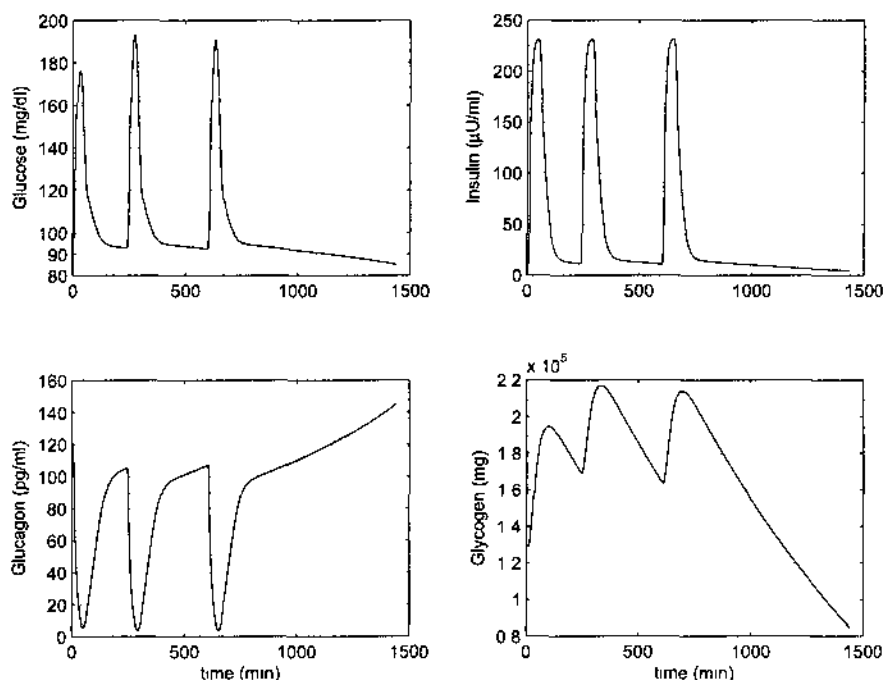 200
180
160
140
120
100
90
80
Glucose (mg/dl)
0 500 1000 1500
250
200
150
100
50
0
Insulin (µU/ml)
0 500 1000 1500
160
140
120
100
80
60
40
20
0
Glucagon (pg/ml)
0 500 1000 1500
time (min)
x 10^5
2 2
2
1 8
1 6
1 4
1 2
1
0 8
Glycogen (mg)
0 500 1000 1500
time (min)